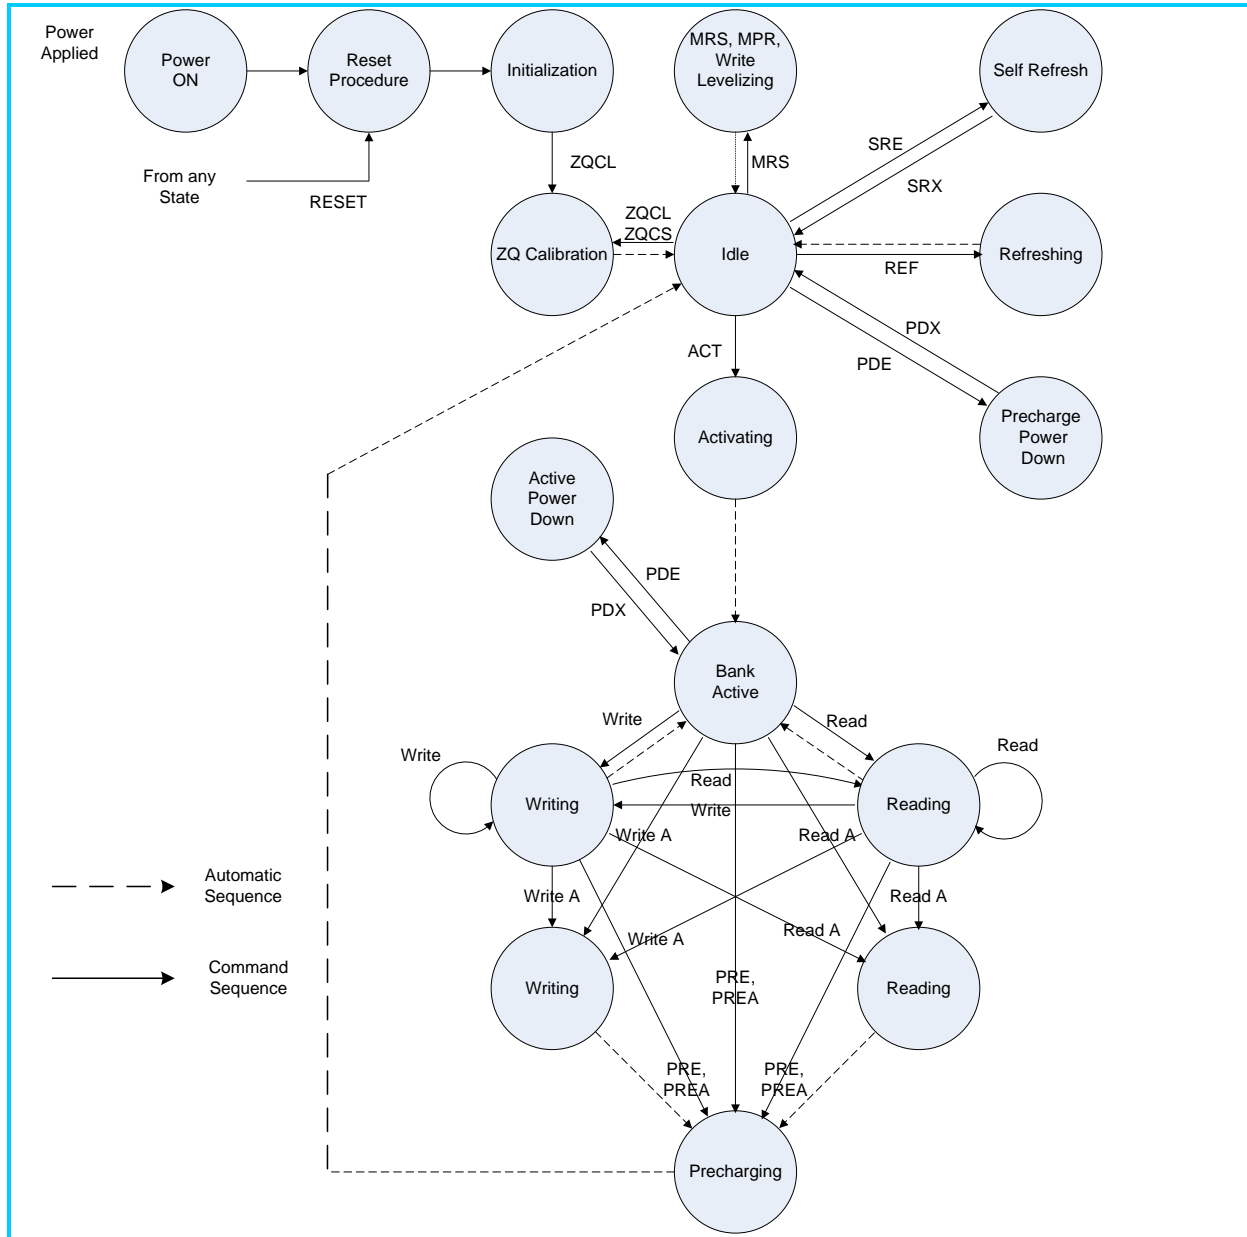 Power
Applied
Power
ON
Reset
Procedure
Initialization
MRS, MPR,
Write
Levelizing
Self Refresh
From any
State
RESET
ZQCL
MRS
SRE
SRX
ZQCL
ZQCS
ZQ Calibration
Idle
REF
Refreshing
PDX
PDE
ACT
Activating
Precharge
Power
Down
Active
Power
Down
PDE
PDX
Bank
Active
Write
Read
Write
Read
Writing
Read
Write
Reading
Write A
Read A
Automatic
Sequence
Write A
Read A
Write A
Read A
Command
Sequence
Writing
PRE,
PREA
Reading
PRE,
PREA
PRE,
PREA
Precharging